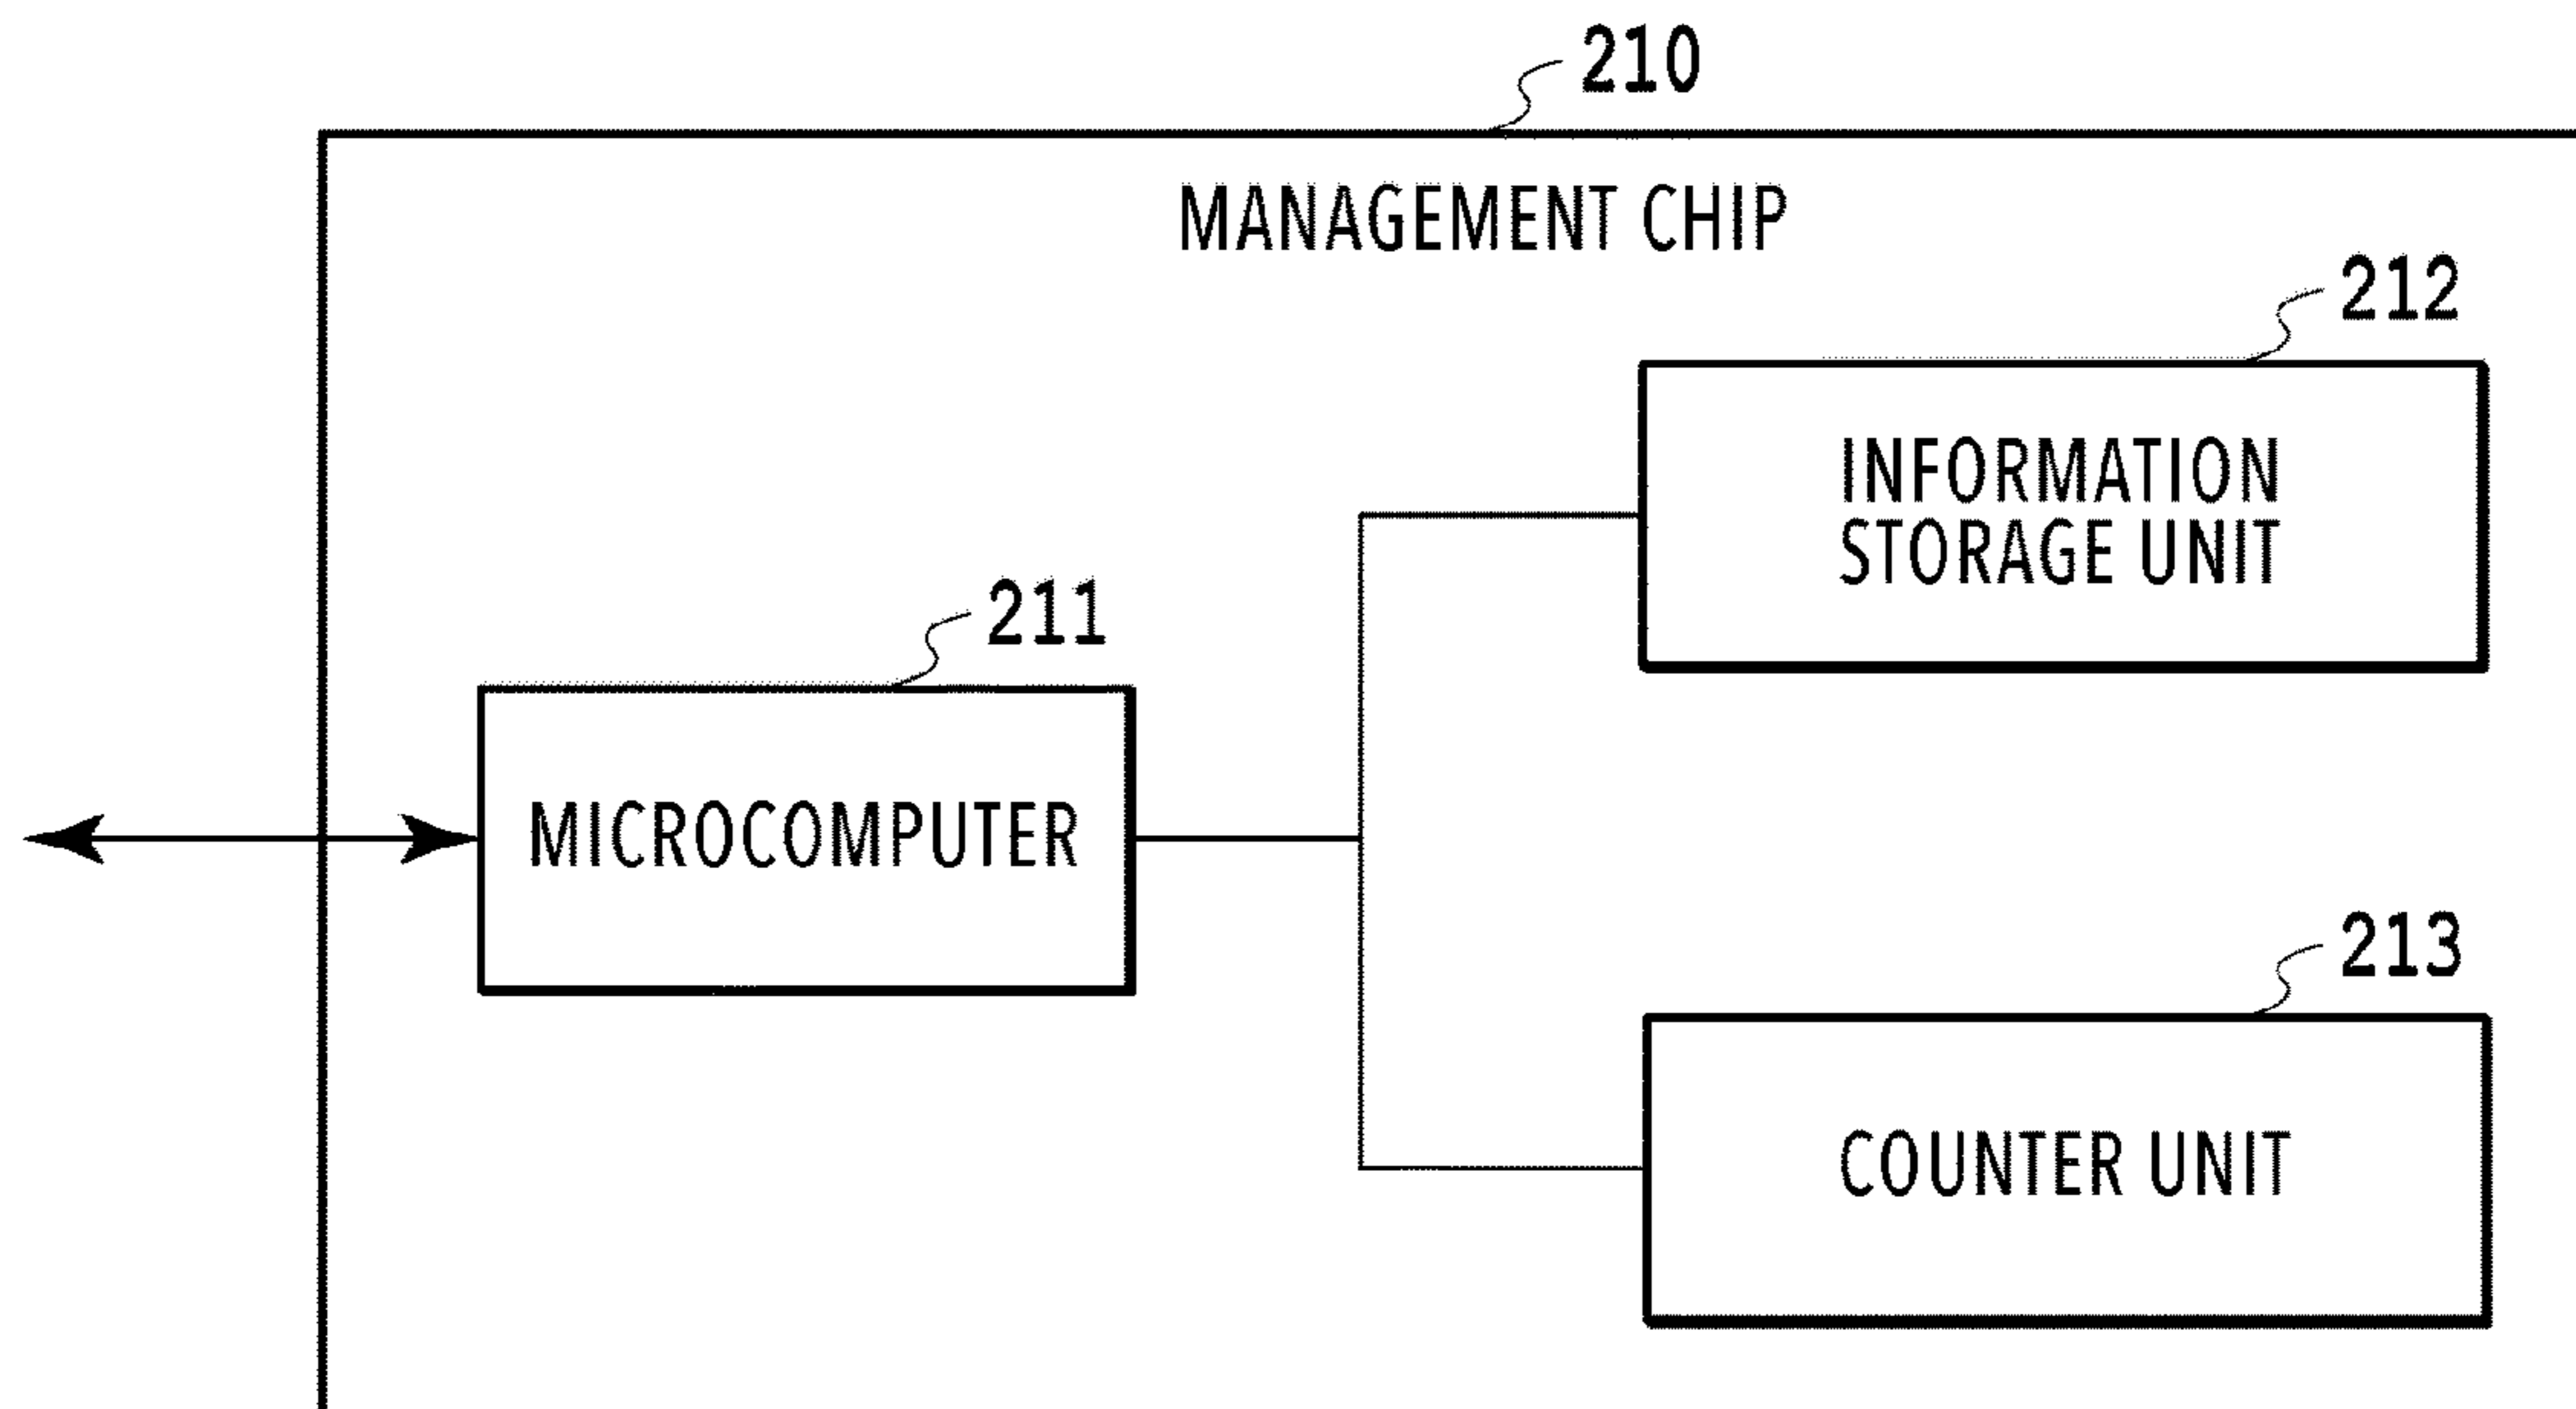 210
MANAGEMENT CHIP
212
INFORMATION
STORAGE UNIT
211
MICROCOMPUTER
213
COUNTER UNIT